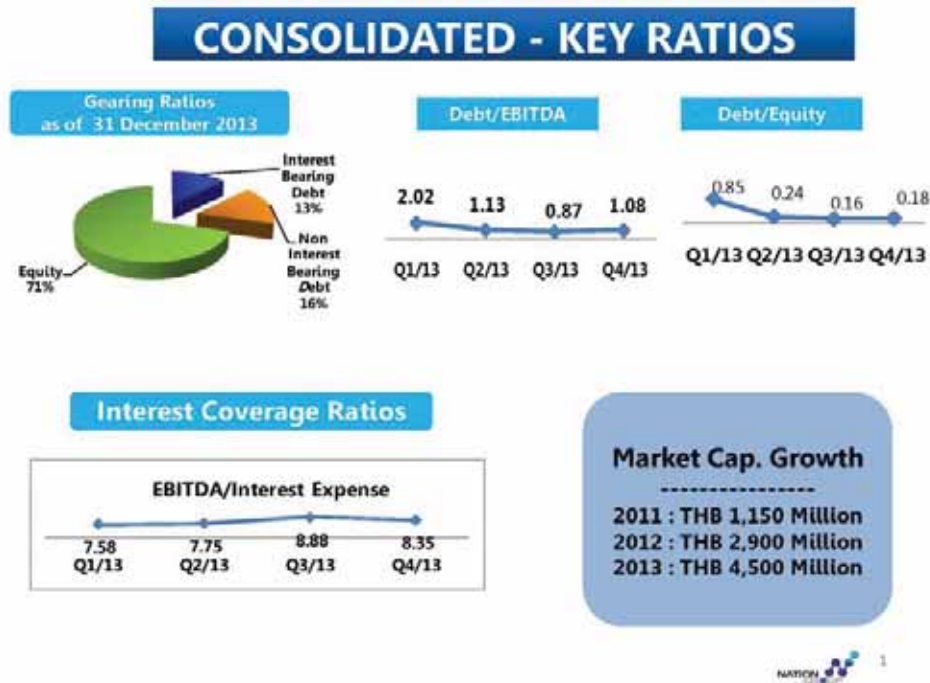 CONSOLIDATED - KEY RATIOS
Gearing Ratios
as of 31 December 2013
Interest
Bearing
Debt
13%
Non
Interest
Bearing
Debt
16%
Equity
71%
Debt/EBITDA
2.02
1.13
0.87
1.08
Q1/13
Q2/13
Q3/13
Q4/13
Debt/Equity
0.85
0.24
0.16
0.18
Q1/13 Q2/13 Q3/13 Q4/13
Interest Coverage Ratios
EBITDA/Interest Expense
7.58
7.75
8.88
8.35
Q1/13
Q2/13
Q3/13
Q4/13
Market Cap. Growth
----------------
2011 : THB 1,150 Million
2012 : THB 2,900 Million
2013 : THB 4,500 Million
NATION
1